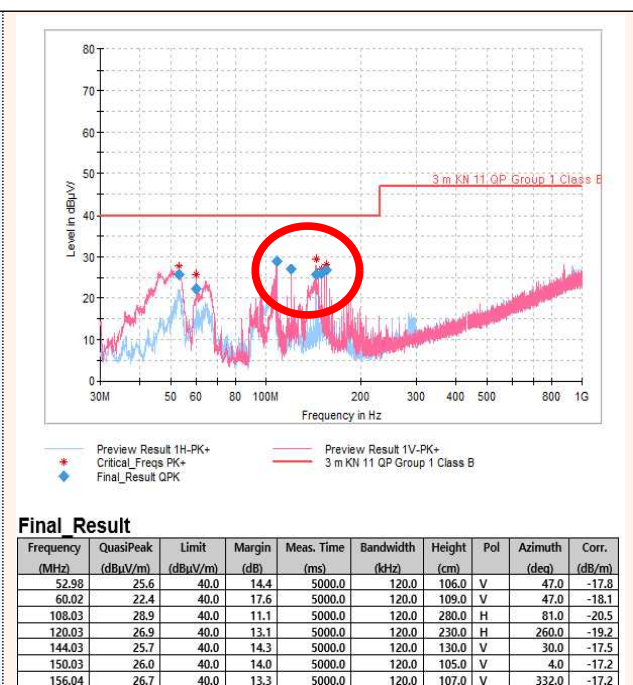 80
70
60
50
40
30
20
10
0
Level in dBµV/
3 m KN 11 QP Group 1 Class B
30M 50 60 80 100M 200 300 400 500 800 1G
Frequency in Hz
Preview Result 1H-PK+ Preview Result 1V-PK+
Critical_Freqs PK+ 3 m KN 11 QP Group 1 Class B
Final_Result QPK
Final_Result
Frequency QuasiPeak Limit Margin Meas. Time Bandwidth Height Pol Azimuth Corr.
(MHz) (dBµV/m) (dBµV/m) (dB) (ms) (kHz) (cm) (deg) (dB/m)
52.98 25.6 40.0 14.4 5000.0 120.0 106.0 V 47.0 -17.8
60.02 22.4 40.0 17.6 5000.0 120.0 109.0 V 47.0 -18.1
108.03 28.9 40.0 11.1 5000.0 120.0 280.0 H 81.0 -20.5
120.03 26.9 40.0 13.1 5000.0 120.0 230.0 H 260.0 -19.2
144.03 25.7 40.0 14.3 5000.0 120.0 130.0 V 30.0 -17.5
150.03 26.0 40.0 14.0 5000.0 120.0 105.0 V 4.0 -17.2
156.04 26.7 40.0 13.3 5000.0 120.0 107.0 V 332.0 -17.2